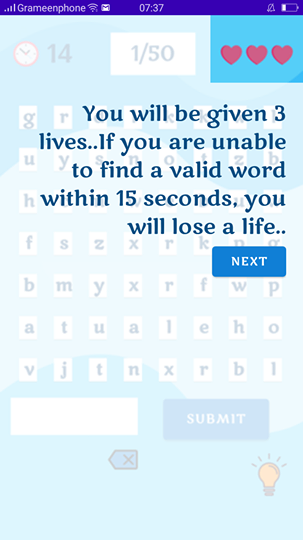 Grameenphone 07:37
14 1/50
You will be given 3
lives..If you are unable
to find a valid word
within 15 seconds, you
will lose a life..
NEXT
g r
u y s
h
f s z x r k
b m y x r f w p
a t u a l e h o
v j t n x r b l
SUBMIT